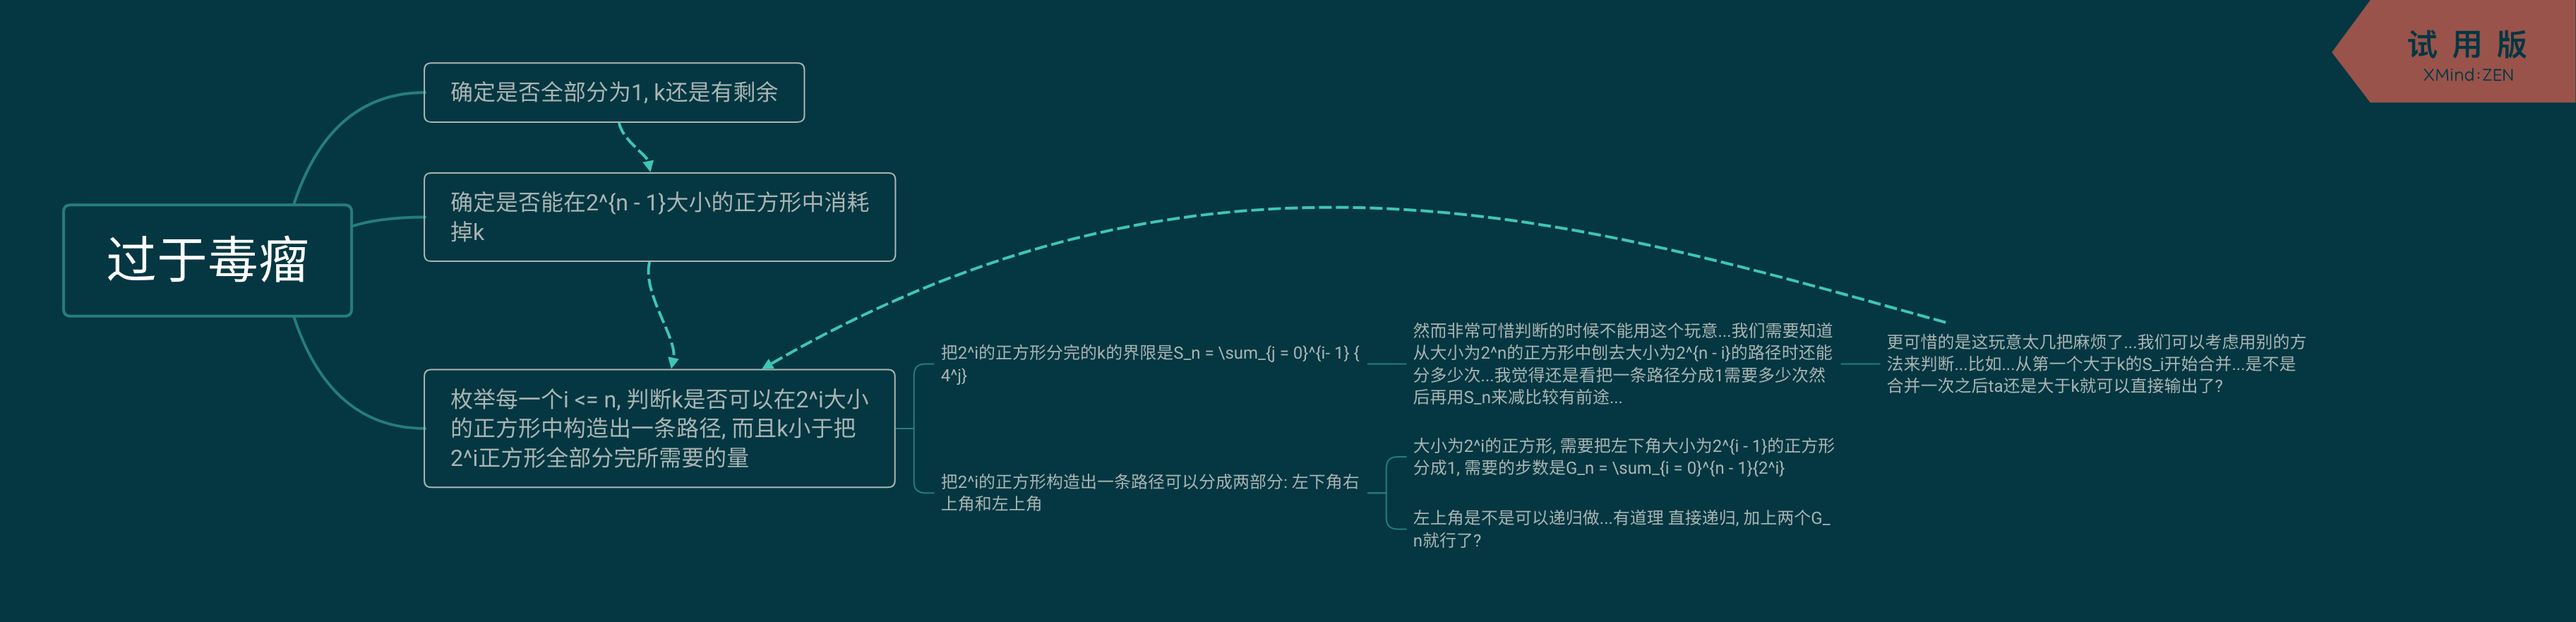 试用版
XMind:ZEN
过于毒瘤
确定是否全部分为1, k还是有剩余
确定是否能在2^{n - 1}大小的正方形中消耗
掉k
枚举每一个i <= n, 判断k是否可以在2^i大小
的正方形中构造出一条路径, 而且k小于把
2^i正方形全部分完所需要的量
把2^i的正方形分完的k的界限是S_n = \sum_{j = 0}^{i- 1} {
4^j}
然而非常可惜判断的时候不能用这个玩意...我们需要知道
从大小为2^n的正方形中刨去大小为2^{n - i}的路径时还能
分多少次...我觉得还是看把一条路径分成1需要多少次然
后再用S_n来减比较有前途...
更可惜的是这玩意太几把麻烦了...我们可以考虑用别的方
法来判断...比如...从第一个大于k的S_i开始合并...是不是
合并一次之后ta还是大于k就可以直接输出了?
把2^i的正方形构造出一条路径可以分成两部分: 左下角右
上角和左上角
大小为2^i的正方形, 需要把左下角大小为2^{i - 1}的正方形
分成1, 需要的步数是G_n = \sum_{i = 0}^{n - 1}{2^i}
左上角是不是可以递归做...有道理 直接递归, 加上两个G_
n就行了?